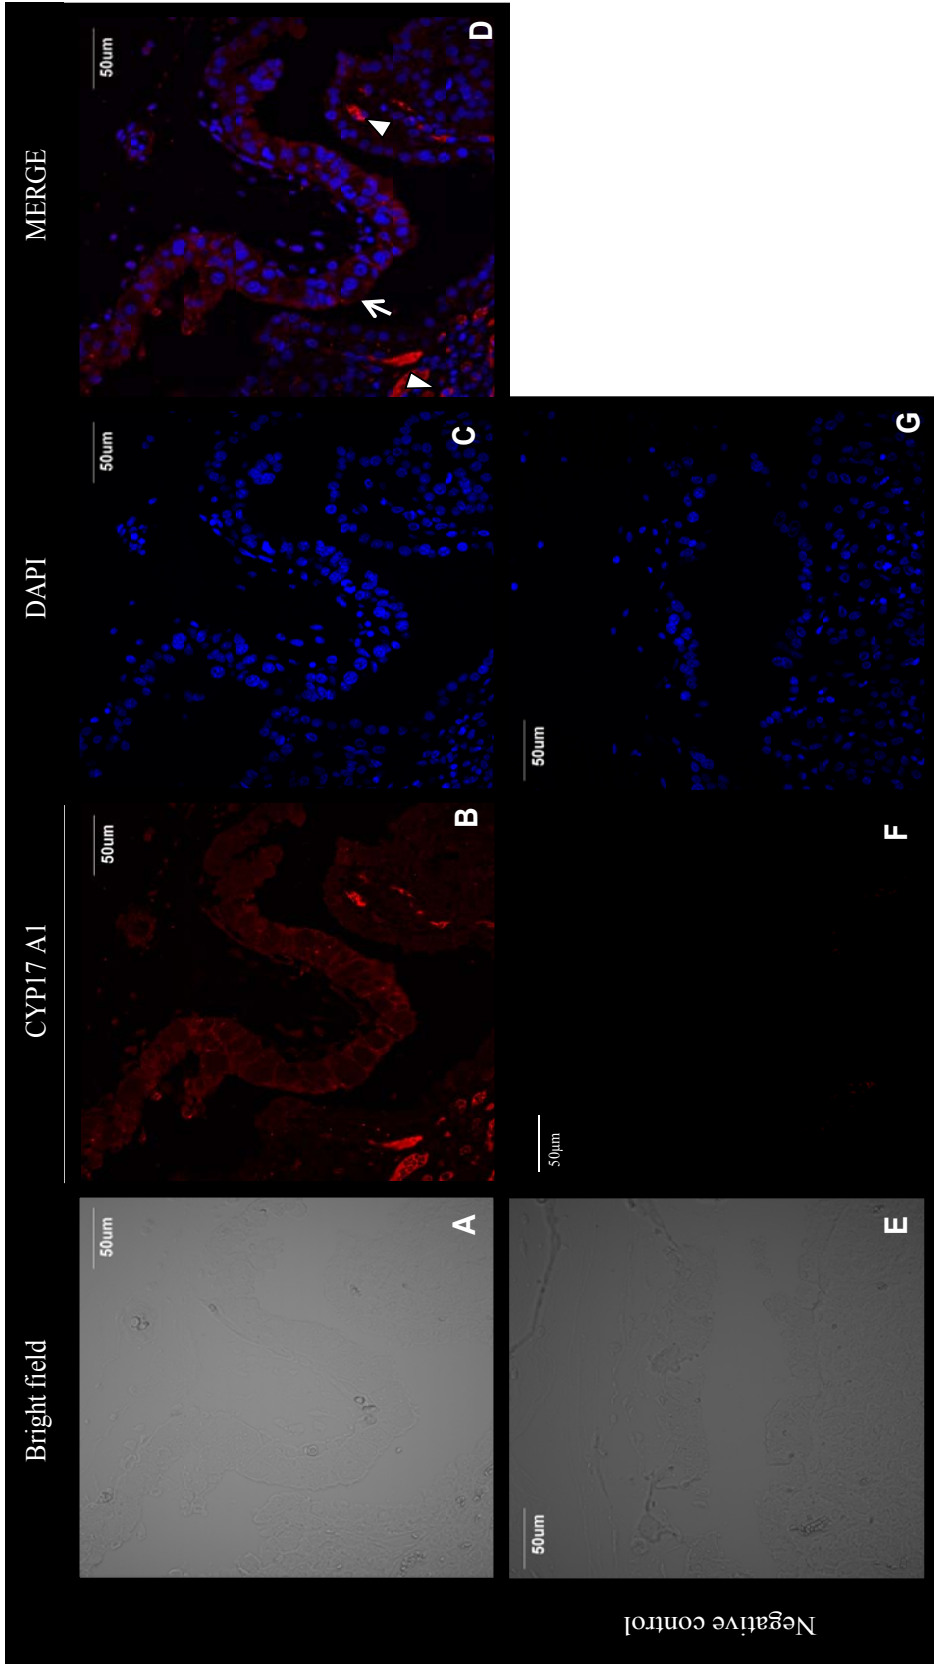 Bright field
CYP17 A1
DAPI
MERGE
50um
A
50um
B
50um
C
50um
D
Negative control
50um
E
50µm
F
50um
G